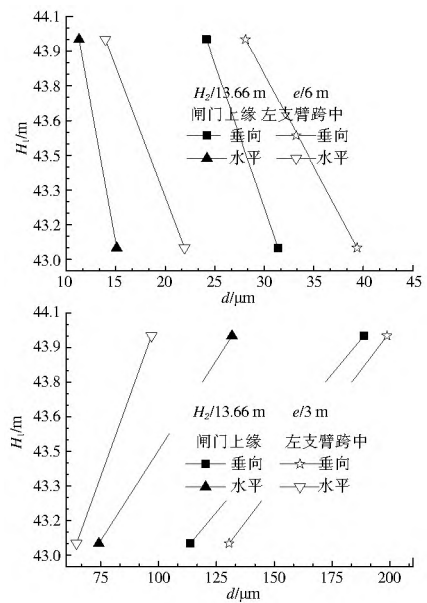 44.1
43.9
43.8
43.6
43.5
43.3
43.2
43.0
H₁/m
H₂/13.66 m e/6 m
闸门上缘 左支臂跨中
垂向 垂向
水平 水平
10 15 20 25 30 35 40 45
d/μm
44.1
43.9
43.8
43.6
43.5
43.3
43.2
43.0
H₁/m
H₂/13.66 m e/3 m
闸门上缘 左支臂跨中
垂向 垂向
水平 水平
75 100 125 150 175 200
d/μm